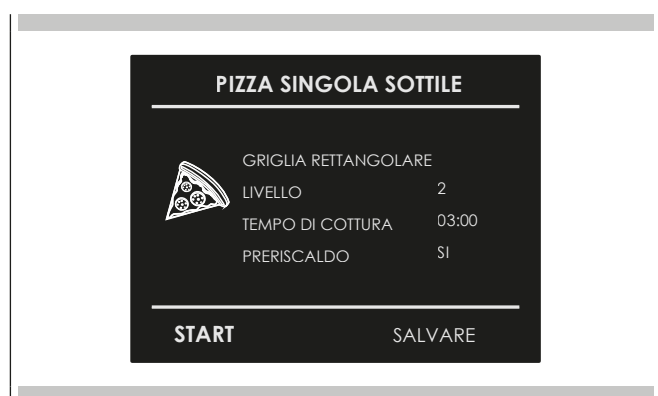 PIZZA SINGOLA SOTTILE
GRIGLIA RETTANGOLARE
LIVELLO 2
TEMPO DI COTTURA 03:00
PRERISCALDO SI
START SALVARE